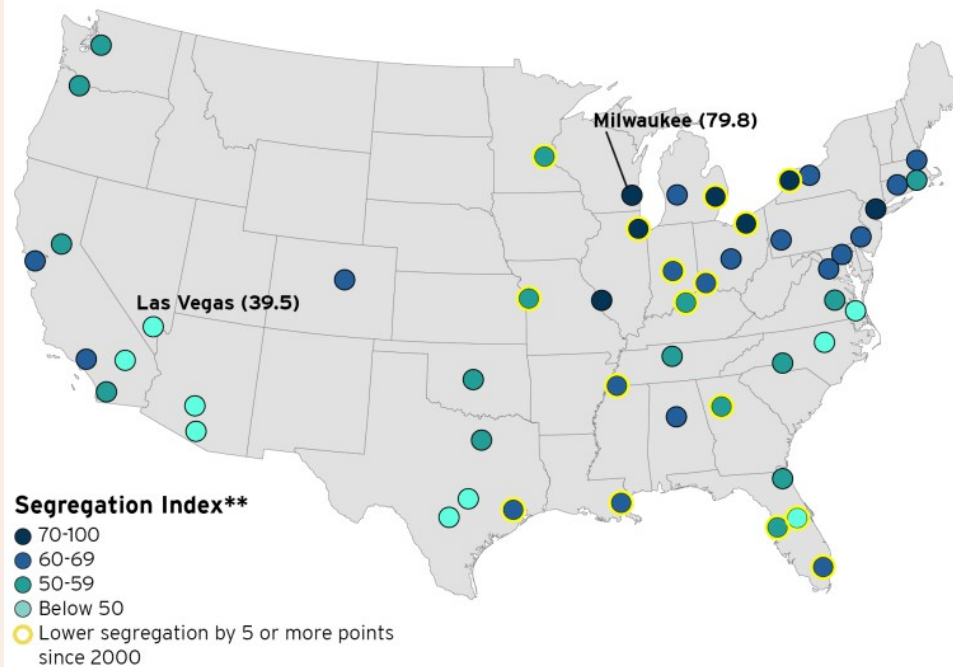 Milwaukee (79.8)
Las Vegas (39.5)
Segregation Index**
70-100
60-69
50-59
Below 50
Lower segregation by 5 or more points
since 2000